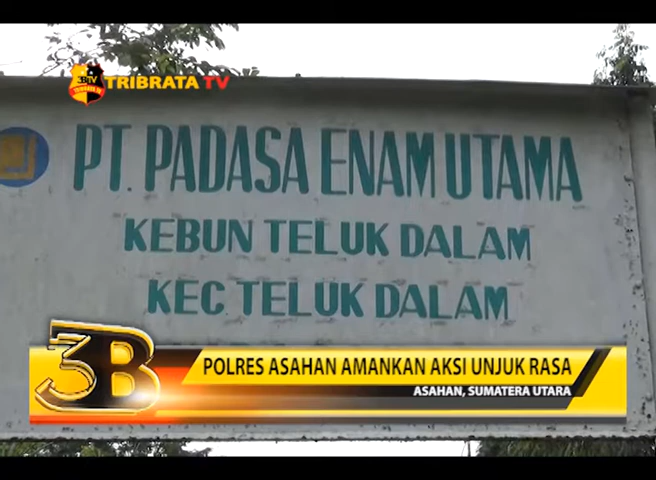 TRIBRATA TV
PT. PADASA ENAM UTAMA
KEBUN TELUK DALAM
KEC. TELUK DALAM
3B
POLRES ASAHAN AMANKAN AKSI UNJUK RASA
ASAHAN, SUMATERA UTARA